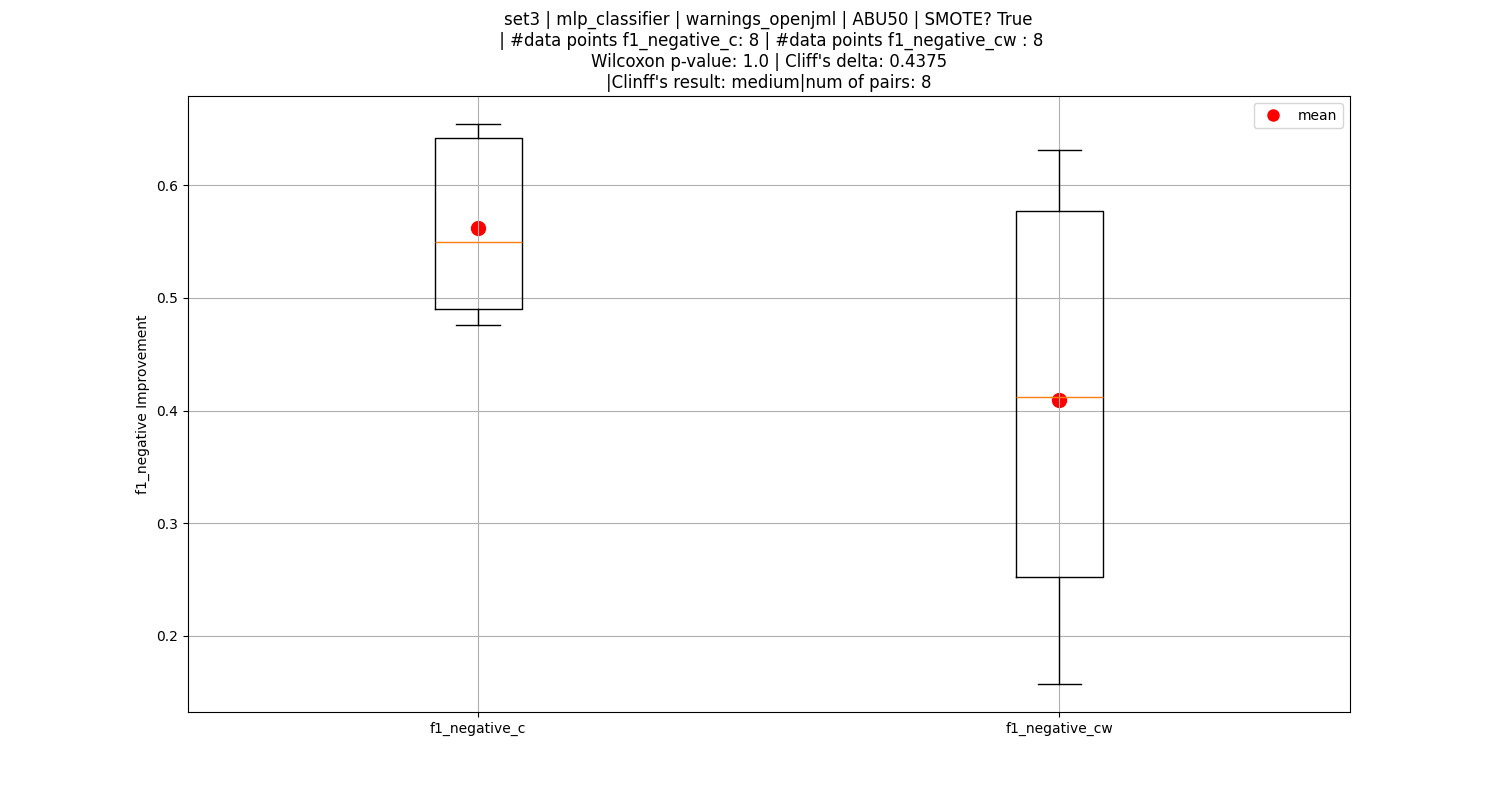 set3 | mlp_classifier | warnings_openjml | ABU50 | SMOTE? True
| #data points f1_negative_c: 8 | #data points f1_negative_cw : 8
Wilcoxon p-value: 1.0 | Cliff's delta: 0.4375
|Clinff's result: medium|num of pairs: 8
mean
0.6
0.5
0.4
0.3
0.2
f1_negative Improvement
f1_negative_c
f1_negative_cw